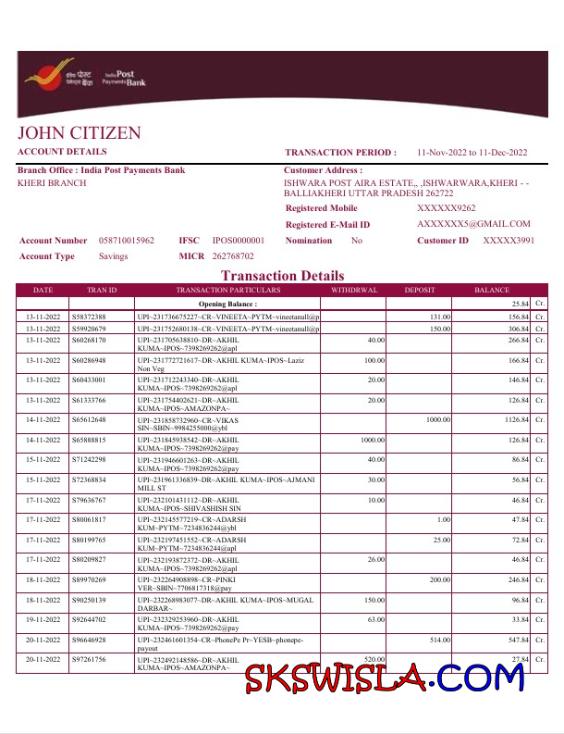 इंडिया पोस्ट
पेमेंट्स बैंक
India Post
Payments Bank
JOHN CITIZEN
ACCOUNT DETAILS
TRANSACTION PERIOD : 11-Nov-2022 to 11-Dec-2022
Branch Office : India Post Payments Bank
KHERI BRANCH
Customer Address :
ISHWARA POST AIRA ESTATE,, ,ISHWARWARA,KHERI - -
BALLIAKHERI UTTAR PRADESH 262722
Registered Mobile XXXXXX9262
Registered E-Mail ID AXXXXXX5@GMAIL.COM
Account Number 058710015962 IFSC IPOS0000001 Nomination No Customer ID XXXXX3991
Account Type Savings MICR 262768702
Transaction Details
DATE TRAN ID TRANSACTION PARTICULARS WITHDRWAL DEPOSIT BALANCE
Opening Balance : 25.84 Cr.
13-11-2022 S58372388 UPI~231736675227~CR~VINEETA~PYTM~vineetanull@p 131.00 156.84 Cr.
13-11-2022 S59920679 UPI~231752680138~CR~VINEETA~PYTM~vineetanull@p 150.00 306.84 Cr.
13-11-2022 S60268170 UPI~231705638810~DR~AKHIL 40.00 266.84 Cr.
KUMA~IPOS~7398269262@apl
13-11-2022 S60286948 UPI~231772721617~DR~AKHIL KUMA~IPOS~Laziz 100.00 166.84 Cr.
Non Veg
13-11-2022 S60433001 UPI~231712243340~DR~AKHIL 20.00 146.84 Cr.
KUMA~IPOS~7398269262@apl
13-11-2022 S61333766 UPI~231754402621~DR~AKHIL 20.00 126.84 Cr.
KUMA~IPOS~AMAZONPA~
14-11-2022 S65612648 UPI~231858732960~CR~VIKAS 1000.00 1126.84 Cr.
SIN~SBIN~9984255000@ybl
14-11-2022 S65888815 UPI~231845938542~DR~AKHIL 1000.00 126.84 Cr.
KUMA~IPOS~7398269262@pay
15-11-2022 S71242298 UPI~231946601263~DR~AKHIL 40.00 86.84 Cr.
KUMA~IPOS~7398269262@pay
15-11-2022 S72368834 UPI~231961336839~DR~AKHIL KUMA~IPOS~AJMANI 30.00 56.84 Cr.
MILL ST
17-11-2022 S79636767 UPI~232101431112~DR~AKHIL 10.00 46.84 Cr.
KUMA~IPOS~SHIVASHISH SIN
17-11-2022 S80061817 UPI~232145577219~CR~ADARSH 1.00 47.84 Cr.
KUM~PYTM~7234836244@ybl
17-11-2022 S80199765 UPI~232197451552~CR~ADARSH 25.00 72.84 Cr.
KUM~PYTM~7234836244@apl
17-11-2022 S80209827 UPI~232193872372~DR~AKHIL 26.00 46.84 Cr.
KUMA~IPOS~7398269262@apl
18-11-2022 S89970269 UPI~232264908898~CR~PINKI 200.00 246.84 Cr.
VER~SBIN~7706817318@pay
18-11-2022 S90250139 UPI~232268983077~DR~AKHIL KUMA~IPOS~MUGAL 150.00 96.84 Cr.
DARBAR~
19-11-2022 S92644702 UPI~232329253960~DR~AKHIL 63.00 33.84 Cr.
KUMA~IPOS~7398269262@pay
20-11-2022 S96646928 UPI~232461601354~CR~PhonePe Pr~YESB~phonepe- 514.00 547.84 Cr.
payout
20-11-2022 S97261756 UPI~232492148586~DR~AKHIL 520.00 27.84 Cr.
KUMA~IPOS~AMAZONPA~
SKSWISLA.COM